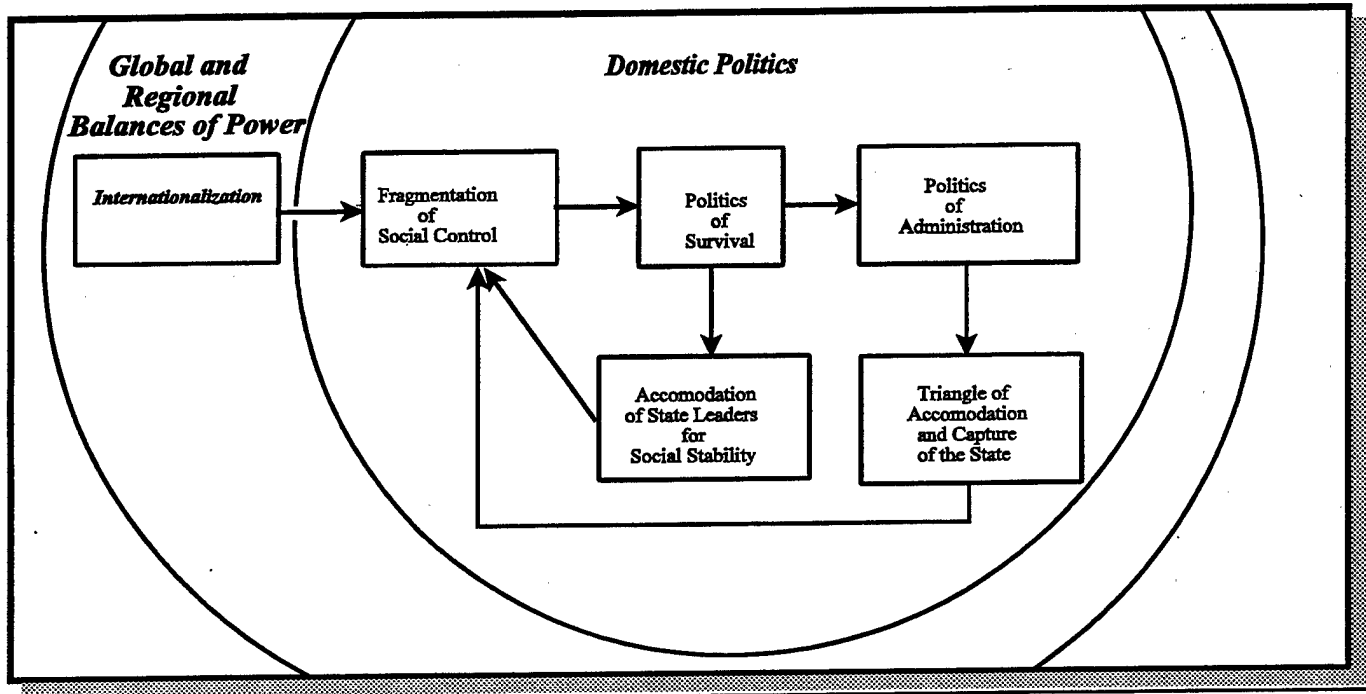 Global and
Regional
Balances of Power
Domestic Politics
Internationalization
Fragmentation
of
Social Control
Politics
of
Survival
Politics
of
Administration
Accomodation
of State Leaders
for
Social Stability
Triangle of
Accomodation
and Capture
of the State